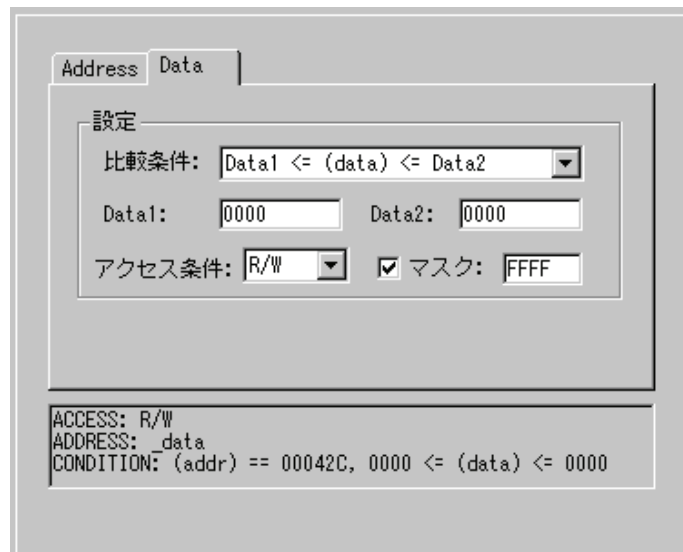 Address Data
設定
比較条件: Data1 <= (data) <= Data2
Data1: 0000 Data2: 0000
アクセス条件: R/W マスク: FFFF
ACCESS: R/W
ADDRESS: _data
CONDITION: (addr) == 00042C, 0000 <= (data) <= 0000